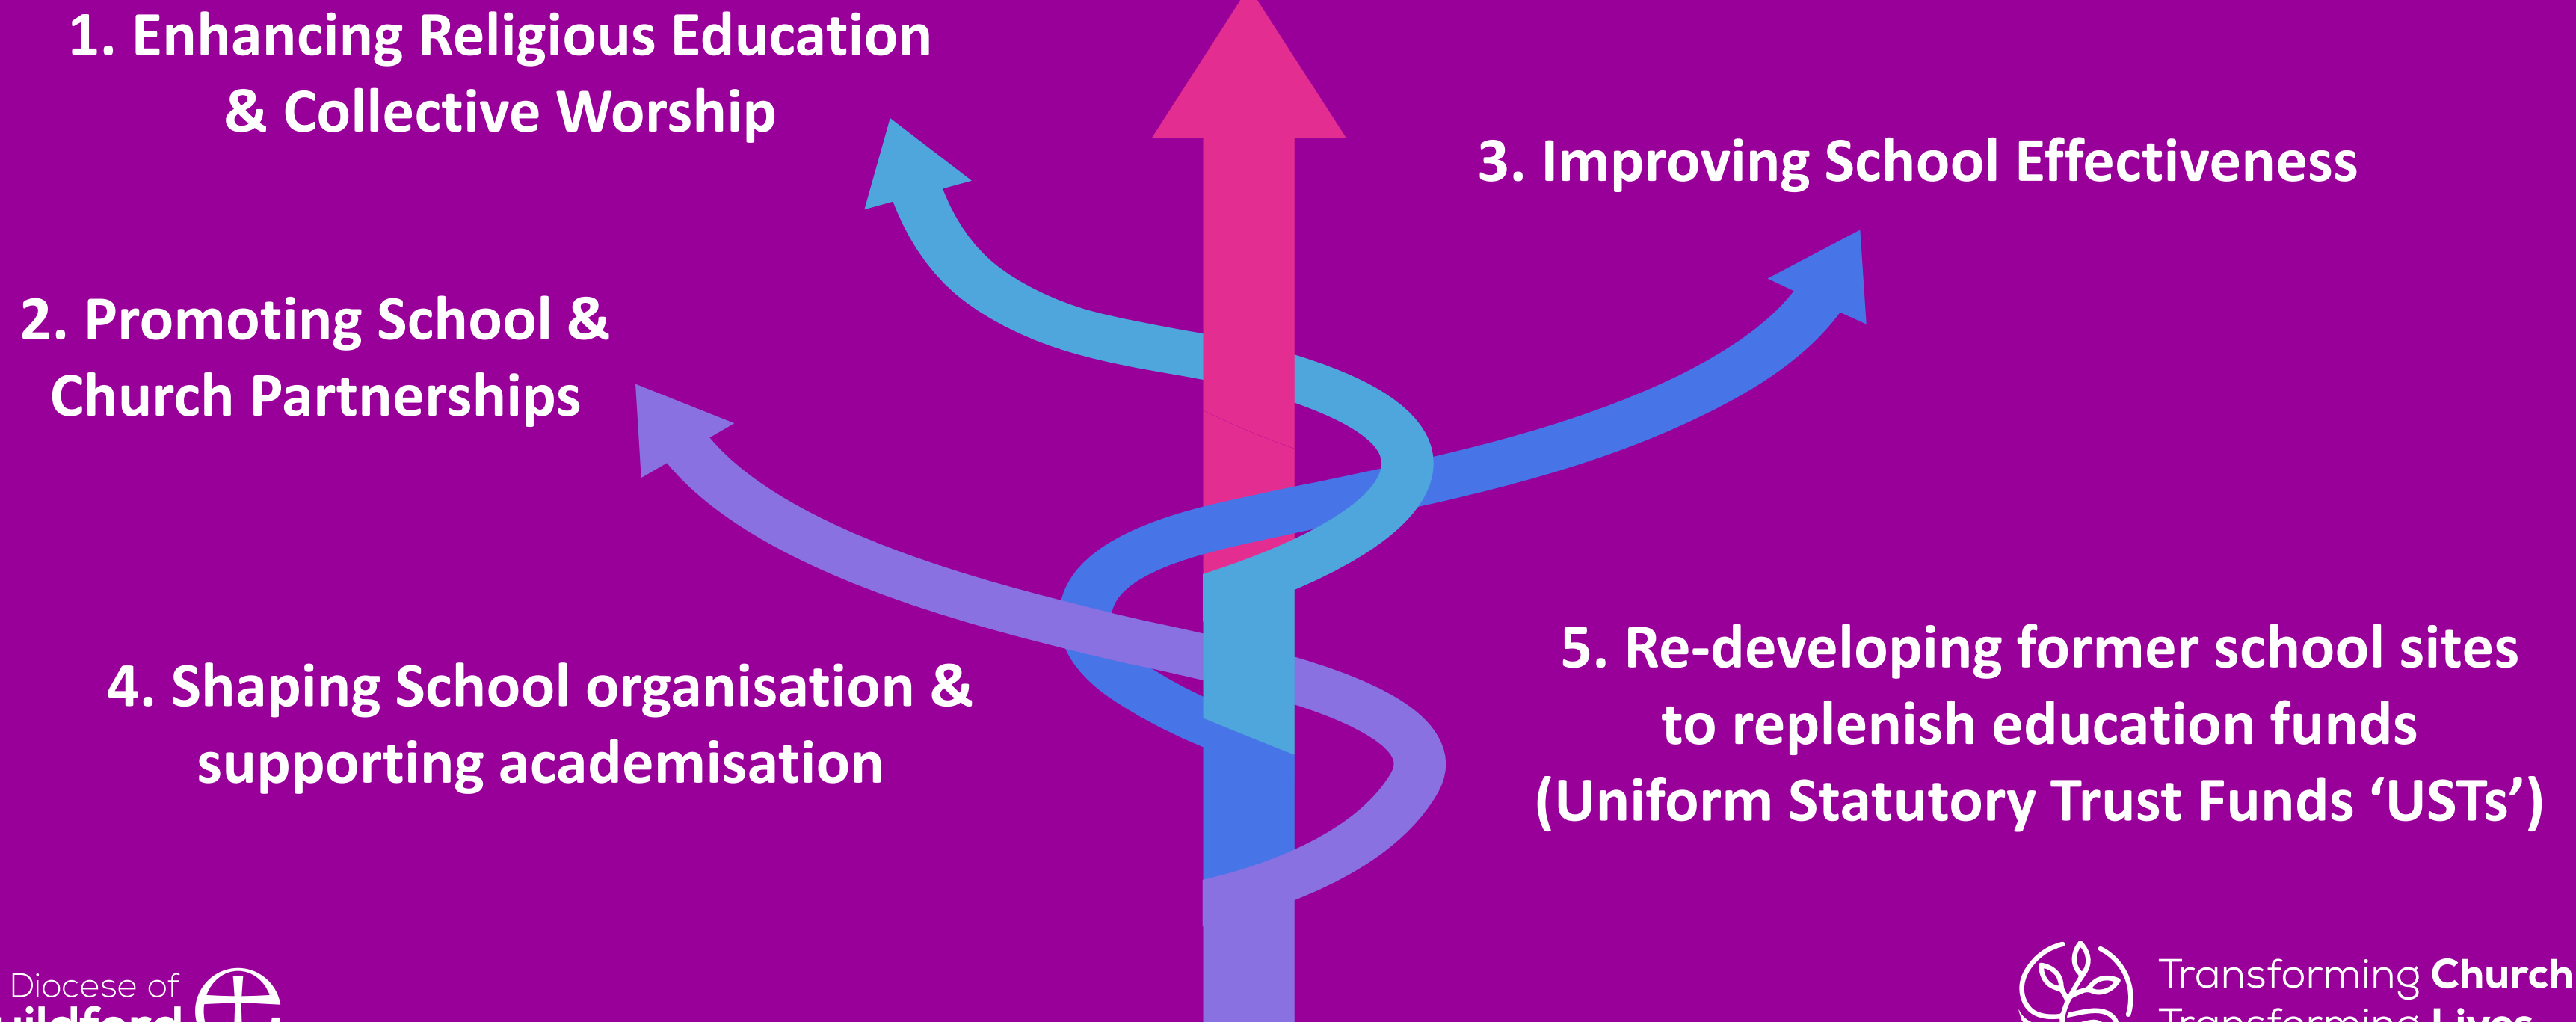 1. Enhancing Religious Education
& Collective Worship
3. Improving School Effectiveness
2. Promoting School &
Church Partnerships
4. Shaping School organisation &
supporting academisation
5. Re-developing former school sites
to replenish education funds
(Uniform Statutory Trust Funds ‘USTs’)
Diocese of
Transforming Church
Transforming Lives